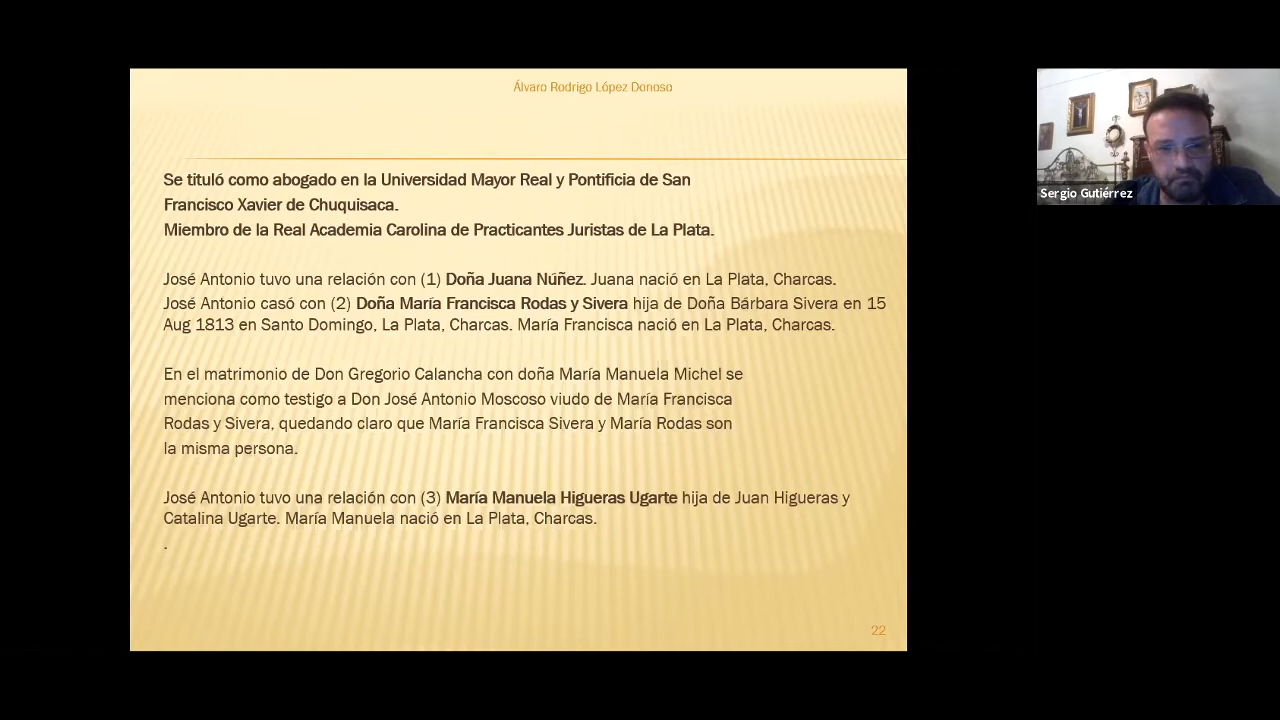 Álvaro Rodrigo López Donoso
Se tituló como abogado en la Universidad Mayor Real y Pontificia de San
Francisco Xavier de Chuquisaca.
Miembro de la Real Academia Carolina de Practicantes Juristas de La Plata.
José Antonio tuvo una relación con (1) Doña Juana Núñez. Juana nació en La Plata, Charcas.
José Antonio casó con (2) Doña María Francisca Rodas y Sivera hija de Doña Bárbara Sivera en 15
Aug 1813 en Santo Domingo, La Plata, Charcas. María Francisca nació en La Plata, Charcas.
En el matrimonio de Don Gregorio Calancha con doña María Manuela Michel se
menciona como testigo a Don José Antonio Moscoso viudo de María Francisca
Rodas y Sivera, quedando claro que María Francisca Sivera y María Rodas son
la misma persona.
José Antonio tuvo una relación con (3) María Manuela Higueras Ugarte hija de Juan Higueras y
Catalina Ugarte. María Manuela nació en La Plata, Charcas.
.
22
Sergio Gutiérrez